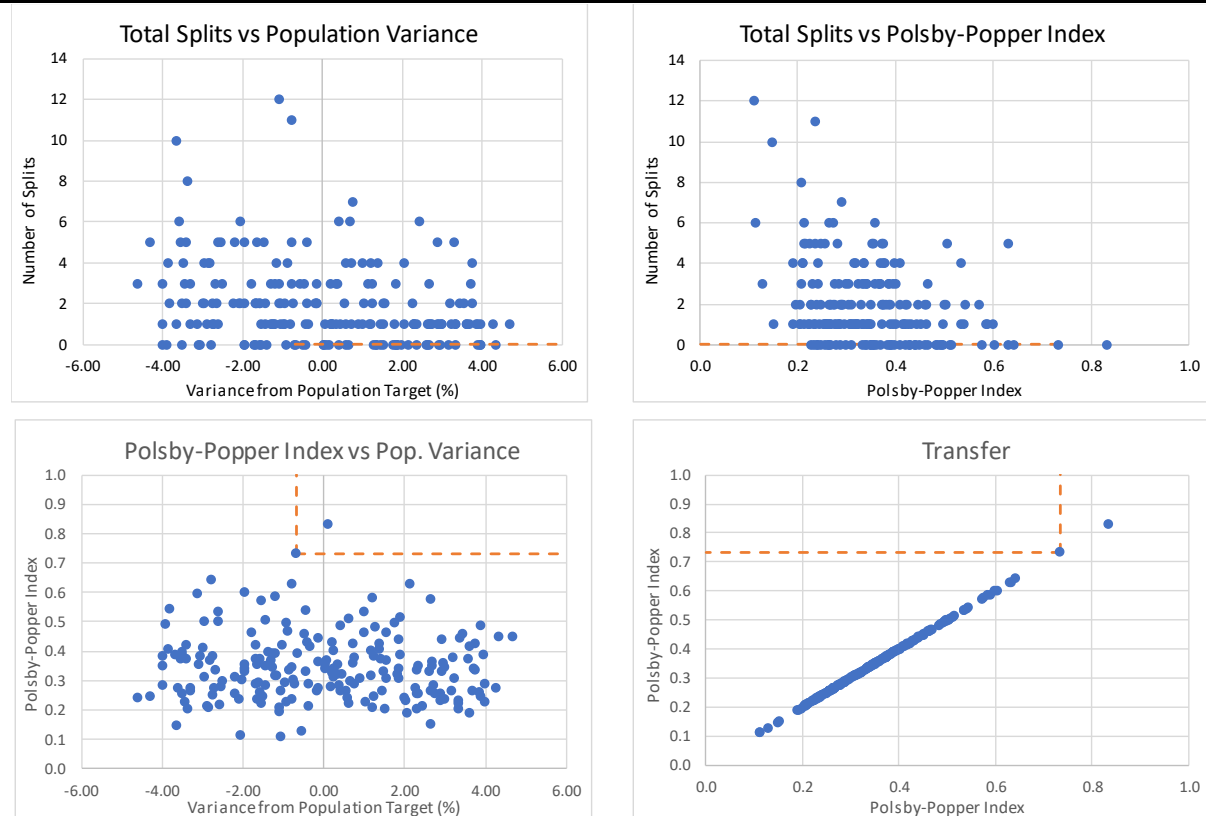 Total Splits vs Population Variance
14
12
10
8
6
4
2
0
Number of Splits
-6.00 -4.00 -2.00 0.00 2.00 4.00 6.00
Variance from Population Target (%)
Total Splits vs Polsby-Popper Index
14
12
10
8
6
4
2
0
Number of Splits
0.0 0.2 0.4 0.6 0.8 1.0
Polsby-Popper Index
Polsby-Popper Index vs Pop. Variance
1.0
0.9
0.8
0.7
0.6
0.5
0.4
0.3
0.2
0.1
0.0
Polsby-Popper Index
-6.00 -4.00 -2.00 0.00 2.00 4.00 6.00
Variance from Population Target (%)
Transfer
1.0
0.9
0.8
0.7
0.6
0.5
0.4
0.3
0.2
0.1
0.0
Polsby-Popper Index
0.0 0.2 0.4 0.6 0.8 1.0
Polsby-Popper Index